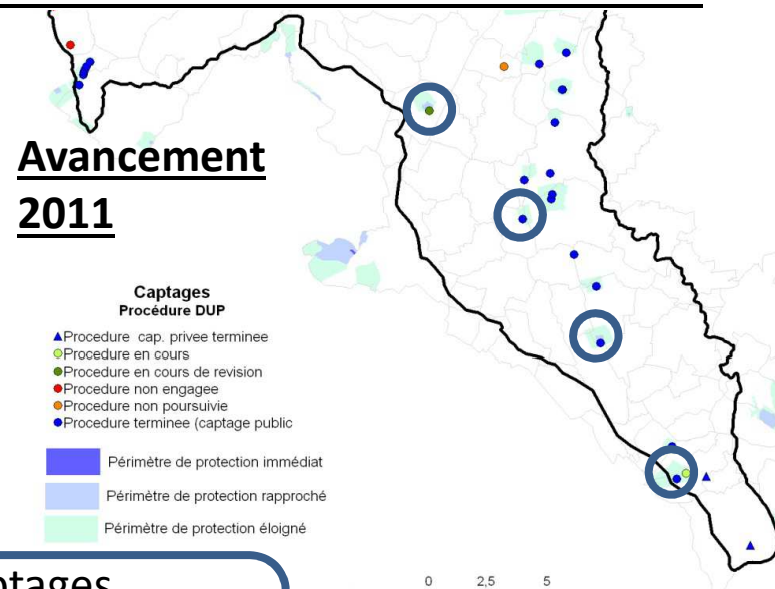 Avancement
2011
Captages
Procédure DUP
Procedure cap. privee terminee
Procedure en cours
Procedure en cours de revision
Procedure non engagee
Procedure non poursuivie
Procedure terminee (captage public
Périmètre de protection immédiat
Périmètre de protection rapproché
Périmètre de protection éloigné
0 2,5 5